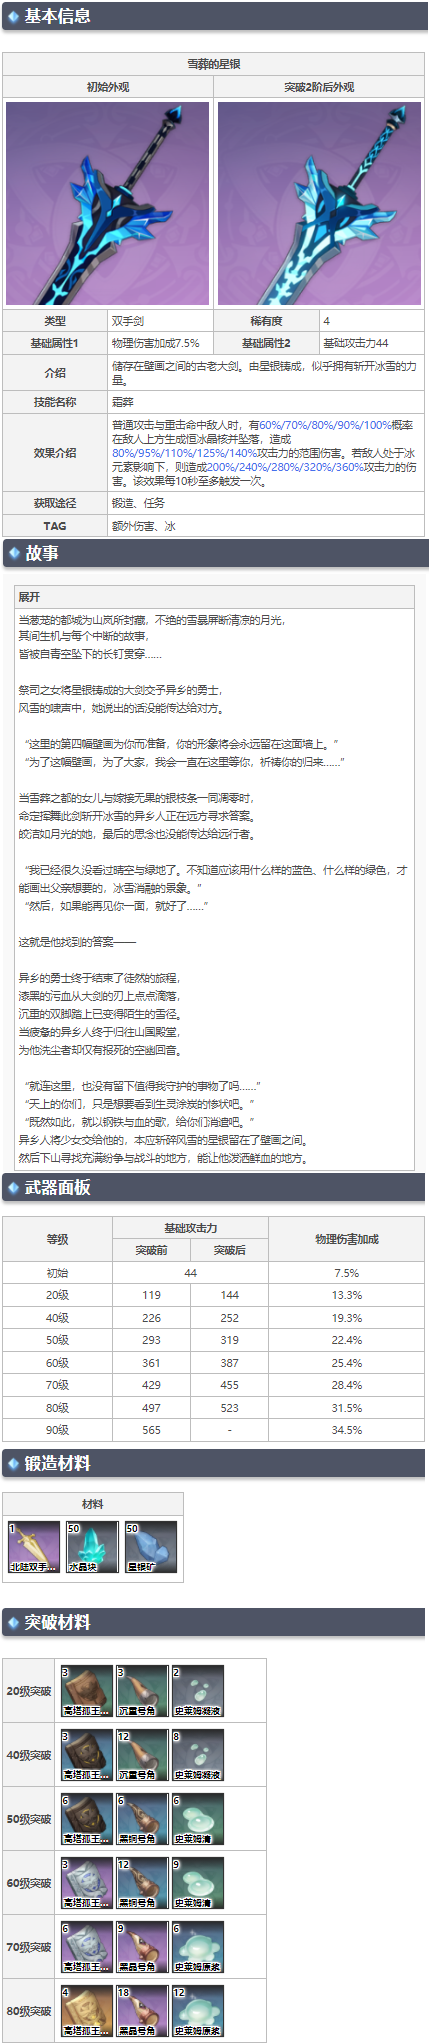 基本信息
雪葬的星银
初始外观 突破2阶后外观
类型 双手剑 稀有度 4
基础属性1 物理伤害加成7.5% 基础属性2 基础攻击力44
介绍 储存在壁画之间的古老大剑。由星银铸成，似乎拥有斩开冰雪的力
量。
技能名称 霜葬
效果介绍 普通攻击与重击命中敌人时，有60%/70%/80%/90%/100%概率
在敌人上方生成恒冰晶核并坠落，造成
80%/95%/110%/125%/140%攻击力的范围伤害。若敌人处于冰
元素影响下，则造成200%/240%/280%/320%/360%攻击力的伤
害。该效果每10秒至多触发一次。
获取途径 锻造、任务
TAG 额外伤害、冰
故事
展开
当葱茏的都城为山岚所封藏，不绝的雪暴屏断清凉的月光，
其间生机与每个中断的故事，
皆被自青空坠下的长钉贯穿……
祭司之女将星银铸成的大剑交予异乡的勇士，
风雪的啸声中，她说出的话没能传达给对方。
“这里的第四幅壁画为你而准备，你的形象将会永远留在这面墙上。”
“为了这幅壁画，为了大家，我会一直在这里等你，祈祷你的归来……”
当雪葬之都的女儿与嫁接无果的银枝条一同凋零时，
命定挥舞此剑斩开冰雪的异乡人正在远方寻求答案。
皎洁如月光的她，最后的思念也没能传达给远行者。
“我已经很久没看过晴空与绿地了。不知道应该用什么样的蓝色、什么样的绿色，才
能画出父亲想要的，冰雪消融的景象。”
“然后，如果能再见你一面，就好了……”
这就是他找到的答案——
异乡的勇士终于结束了徒然的旅程，
漆黑的污血从大剑的刃上点点滴落，
沉重的双脚踏上已变得陌生的雪径。
当疲惫的异乡人终于归往山国殿堂，
为他洗尘者却仅有报死的空幽回音。
“就连这里，也没有留下值得我守护的事物了吗……”
“天上的你们，只是想要看到生灵涂炭的惨状吧。”
“既然如此，就以钢铁与血的歌，给你们消遣吧。”
异乡人将少女交给他的，本应斩碎风雪的星银留在了壁画之间。
然后下山寻找充满纷争与战斗的地方，能让他泼洒鲜血的地方。
武器面板
等级 基础攻击力 物理伤害加成
突破前 突破后
初始 44 7.5%
20级 119 144 13.3%
40级 226 252 19.3%
50级 293 319 22.4%
60级 361 387 25.4%
70级 429 455 28.4%
80级 497 523 31.5%
90级 565 - 34.5%
锻造材料
材料
1 50 50
北陆双手... 水晶块 星银矿
突破材料
20级突破 3 3 2
高塔孤王... 沉重号角 史莱姆凝液
40级突破 3 12 8
高塔孤王... 沉重号角 史莱姆凝液
50级突破 6 6 6
高塔孤王... 黑铜号角 史莱姆清
60级突破 3 12 9
高塔孤王... 黑铜号角 史莱姆清
70级突破 6 9 6
高塔孤王... 黑晶号角 史莱姆原浆
80级突破 4 18 12
高塔孤王... 黑晶号角 史莱姆原浆